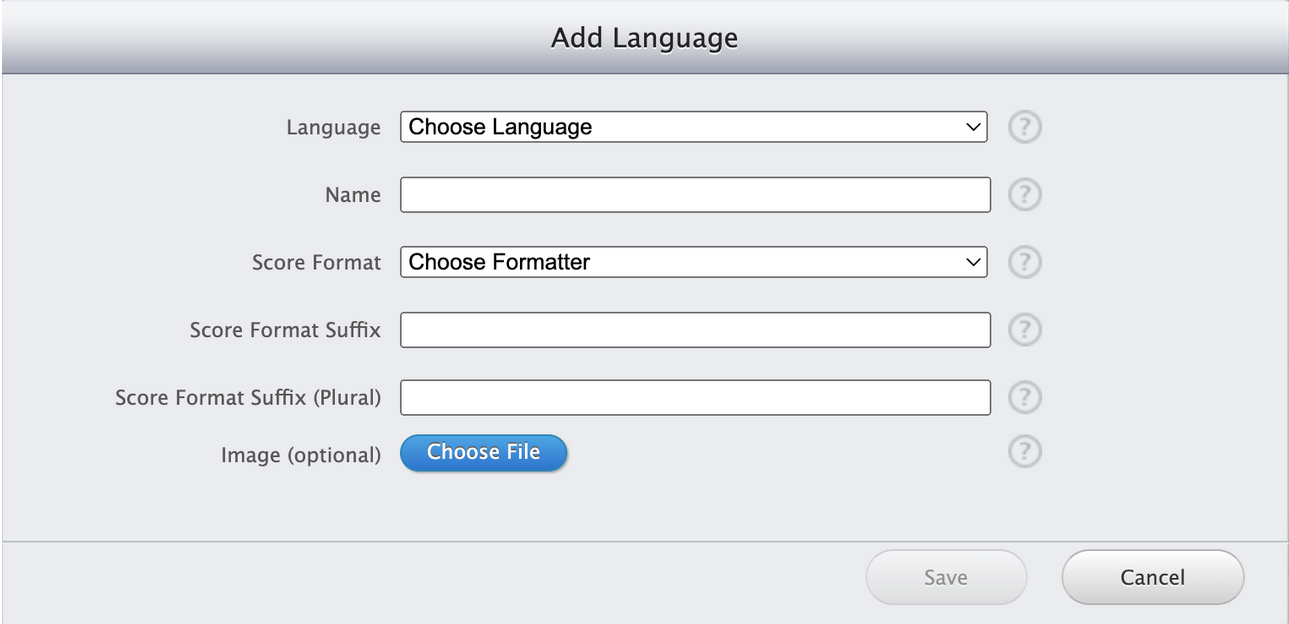 Add Language
Language Choose Language ?
Name ?
Score Format Choose Formatter ?
Score Format Suffix ?
Score Format Suffix (Plural) ?
Image (optional) Choose File ?
Save Cancel